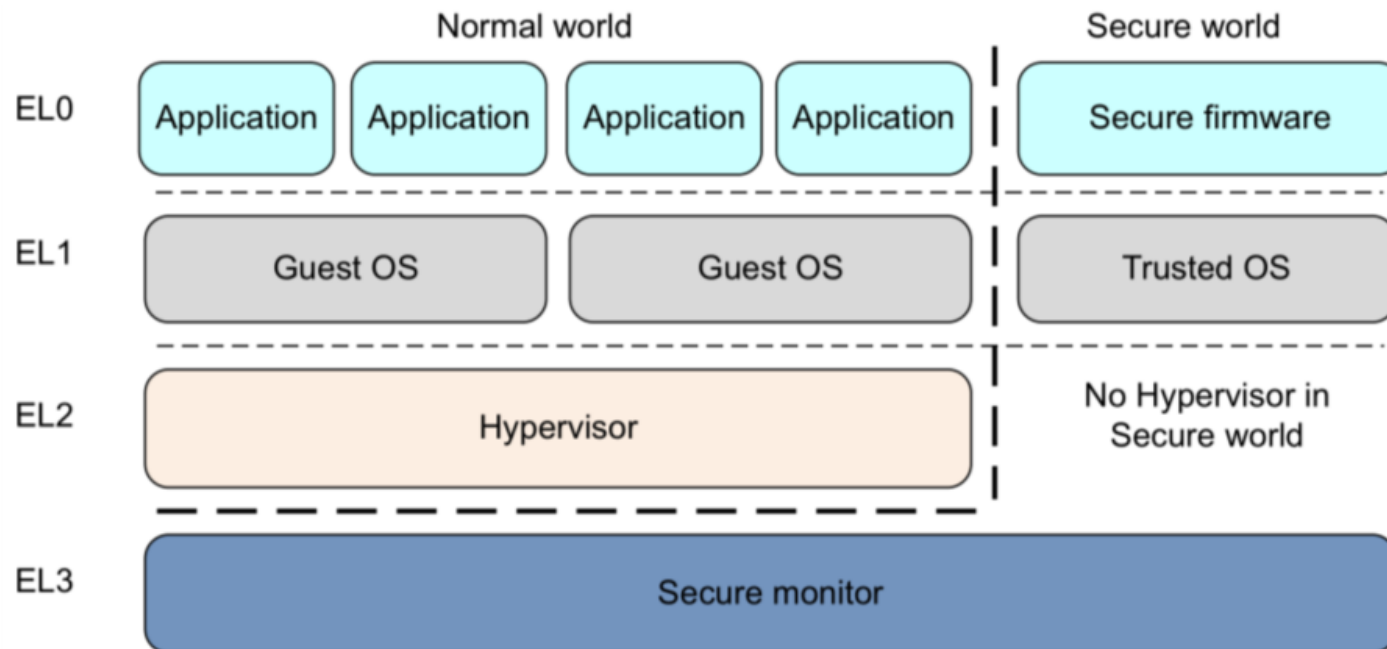 Normal world
Secure world
EL0
Application
Application
Application
Application
Secure firmware
EL1
Guest OS
Guest OS
Trusted OS
EL2
Hypervisor
No Hypervisor in
Secure world
EL3
Secure monitor